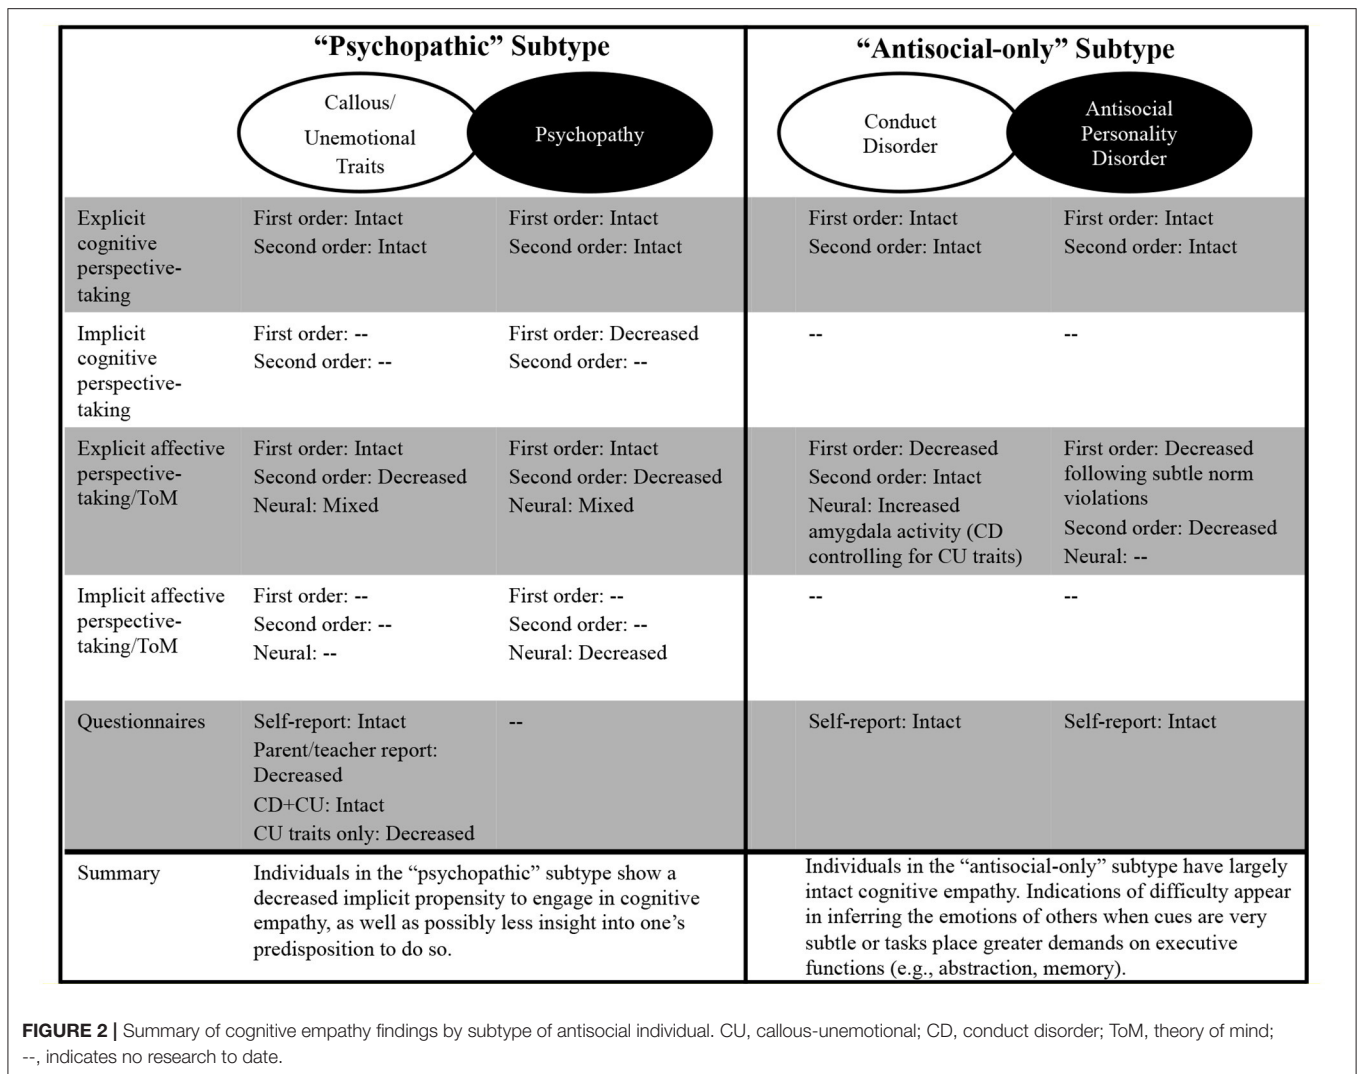 “Psychopathic” Subtype
“Antisocial-only” Subtype
Callous/
Unemotional
Traits
Psychopathy
Conduct
Disorder
Antisocial
Personality
Disorder
Explicit
cognitive
perspective-
taking
First order: Intact
Second order: Intact
First order: Intact
Second order: Intact
First order: Intact
Second order: Intact
First order: Intact
Second order: Intact
Implicit
cognitive
perspective-
taking
First order: --
Second order: --
First order: Decreased
Second order: --
--
--
Explicit affective
perspective-
taking/ToM
First order: Intact
Second order: Decreased
Neural: Mixed
First order: Intact
Second order: Decreased
Neural: Mixed
First order: Decreased
Second order: Intact
Neural: Increased
amygdala activity (CD
controlling for CU traits)
First order: Decreased
following subtle norm
violations
Second order: Decreased
Neural: --
Implicit affective
perspective-
taking/ToM
First order: --
Second order: --
Neural: --
First order: --
Second order: --
Neural: Decreased
--
--
Questionnaires
Self-report: Intact
Parent/teacher report:
Decreased
CD+CU: Intact
CU traits only: Decreased
--
Self-report: Intact
Self-report: Intact
Summary
Individuals in the “psychopathic” subtype show a
decreased implicit propensity to engage in cognitive
empathy, as well as possibly less insight into one’s
predisposition to do so.
Individuals in the “antisocial-only” subtype have largely
intact cognitive empathy. Indications of difficulty appear
in inferring the emotions of others when cues are very
subtle or tasks place greater demands on executive
functions (e.g., abstraction, memory).
FIGURE 2 | Summary of cognitive empathy findings by subtype of antisocial individual. CU, callous-unemotional; CD, conduct disorder; ToM, theory of mind;
--, indicates no research to date.